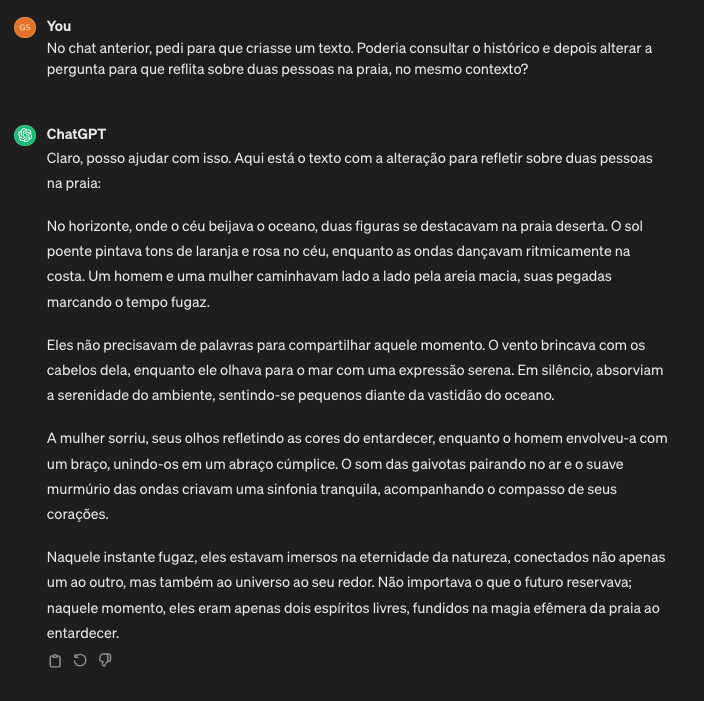 GS
You
No chat anterior, pedi para que criasse um texto. Poderia consultar o histórico e depois alterar a
pergunta para que reflita sobre duas pessoas na praia, no mesmo contexto?
ChatGPT
Claro, posso ajudar com isso. Aqui está o texto com a alteração para refletir sobre duas pessoas
na praia:
No horizonte, onde o céu beijava o oceano, duas figuras se destacavam na praia deserta. O sol
poente pintava tons de laranja e rosa no céu, enquanto as ondas dançavam ritmicamente na
costa. Um homem e uma mulher caminhavam lado a lado pela areia macia, suas pegadas
marcando o tempo fugaz.
Eles não precisavam de palavras para compartilhar aquele momento. O vento brincava com os
cabelos dela, enquanto ele olhava para o mar com uma expressão serena. Em silêncio, absorviam
a serenidade do ambiente, sentindo-se pequenos diante da vastidão do oceano.
A mulher sorriu, seus olhos refletindo as cores do entardecer, enquanto o homem envolveu-a com
um braço, unindo-os em um abraço cúmplice. O som das gaivotas pairando no ar e o suave
murmúrio das ondas criavam uma sinfonia tranquila, acompanhando o compasso de seus
corações.
Naquele instante fugaz, eles estavam imersos na eternidade da natureza, conectados não apenas
um ao outro, mas também ao universo ao seu redor. Não importava o que o futuro reservava;
naquele momento, eles eram apenas dois espíritos livres, fundidos na magia efêmera da praia ao
entardecer.